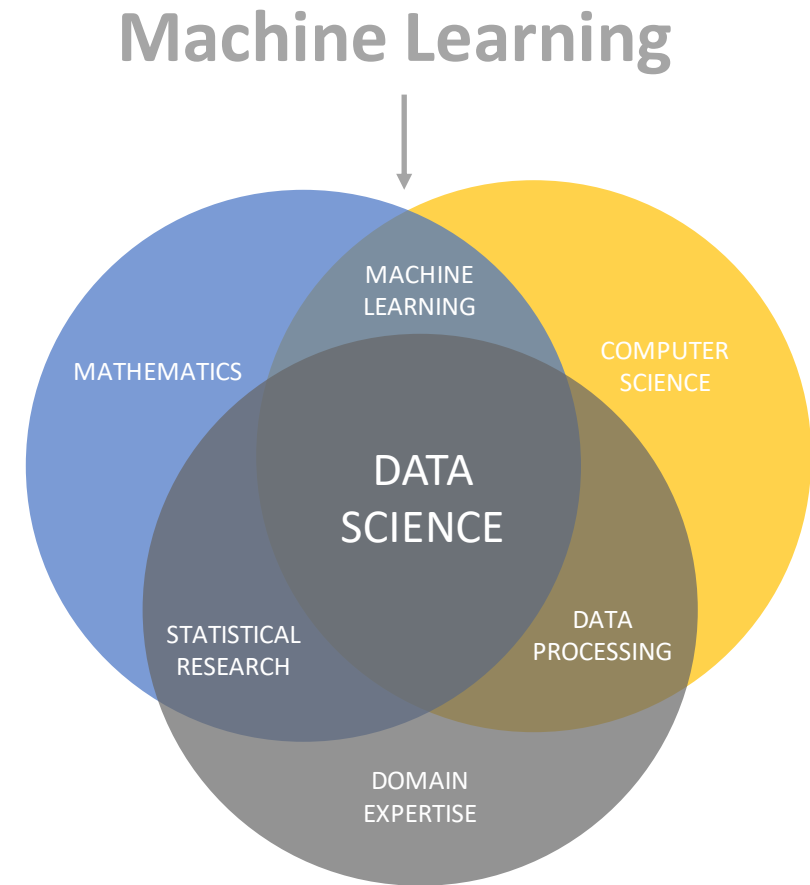 Machine Learning
MACHINE
LEARNING
MATHEMATICS
COMPUTER
SCIENCE
DATA
SCIENCE
STATISTICAL
RESEARCH
DATA
PROCESSING
DOMAIN
EXPERTISE